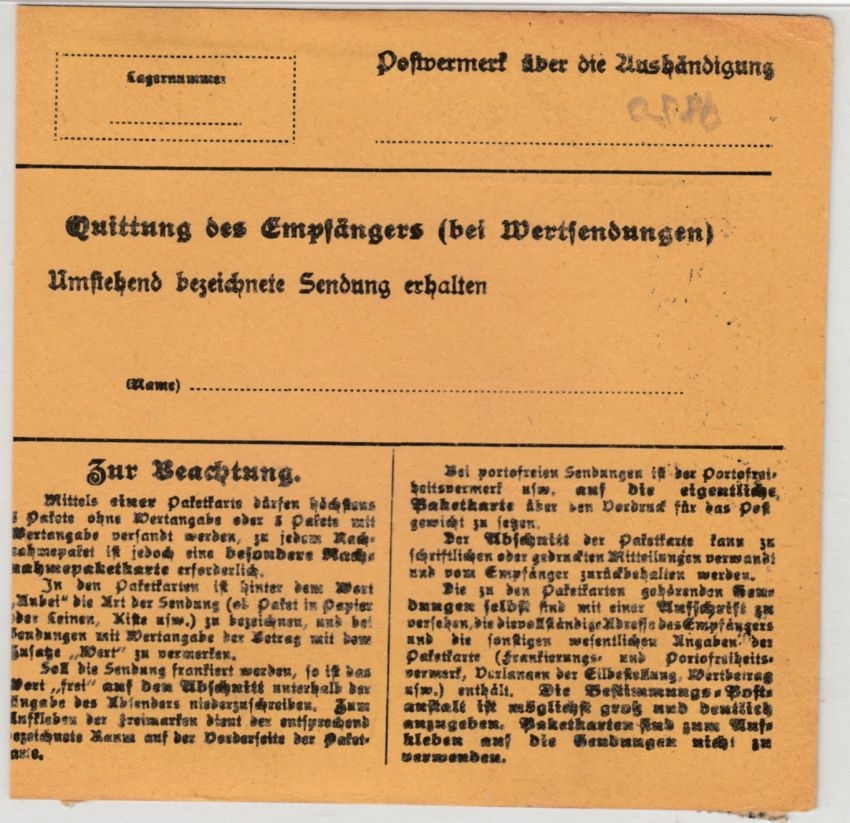 Lagernummer
Postvermerk über die Aushändigung
Quittung des Empfängers (bei Wertsendungen)
Umstehend bezeichnete Sendung erhalten
(Name)
Zur Beachtung.
Mittels einer Paketkarte dürfen höchstens
Pakete ohne Wertangabe oder 3 Pakete mit
Wertangabe versandt werden, zu jedem Nach-
nahmepaket ist jedoch eine besondere Nach-
nahmepaketkarte erforderlich.
In den Paketkarten ist hinter dem Wort
„Anbei“ die Art der Sendung (ob Paket in Papier
oder Leinen, Kiste usw.) zu bezeichnen, und bei
Sendungen mit Wertangabe der Betrag mit dem
Zusatze „Wert“ zu vermerken.
Soll die Sendung frankiert werden, so ist das
Wort „frei“ auf den Abschnitt unterhalb der
Angabe des Absenders niederzuschreiben. Zum
Aufkleben der Freimarken dient der entsprechend
bezeichnete Raum auf der Vorderseite der Paket-
karte.
Bei portofreien Sendungen ist der Portofrei-
heitsvermerk usw. auf die eigentliche
Paketkarte über den Vordruck für das Post
gewicht zu setzen.
Der Abschnitt der Paketkarte kann zu
schriftlichen oder gedruckten Mitteilungen verwandt
und vom Empfänger zurückbehalten werden.
Die zu den Paketkarten gehörenden Sen-
dungen selbst sind mit einer Aufschrift zu
versehen, die die vollständige Adresse des Empfängers
und die sonstigen wesentlichen Angaben der
Paketkarte (Frankierungs- und Portofreiheits-
vermerk, Verlangen der Eilbestellung, Wertbetrag
usw.) enthält. Die Bestimmungs-Post-
anstalt ist möglichst groß und deutlich
anzugeben. Paketkarten sind zum Auf-
kleben auf die Sendungen nicht zu
verwenden.